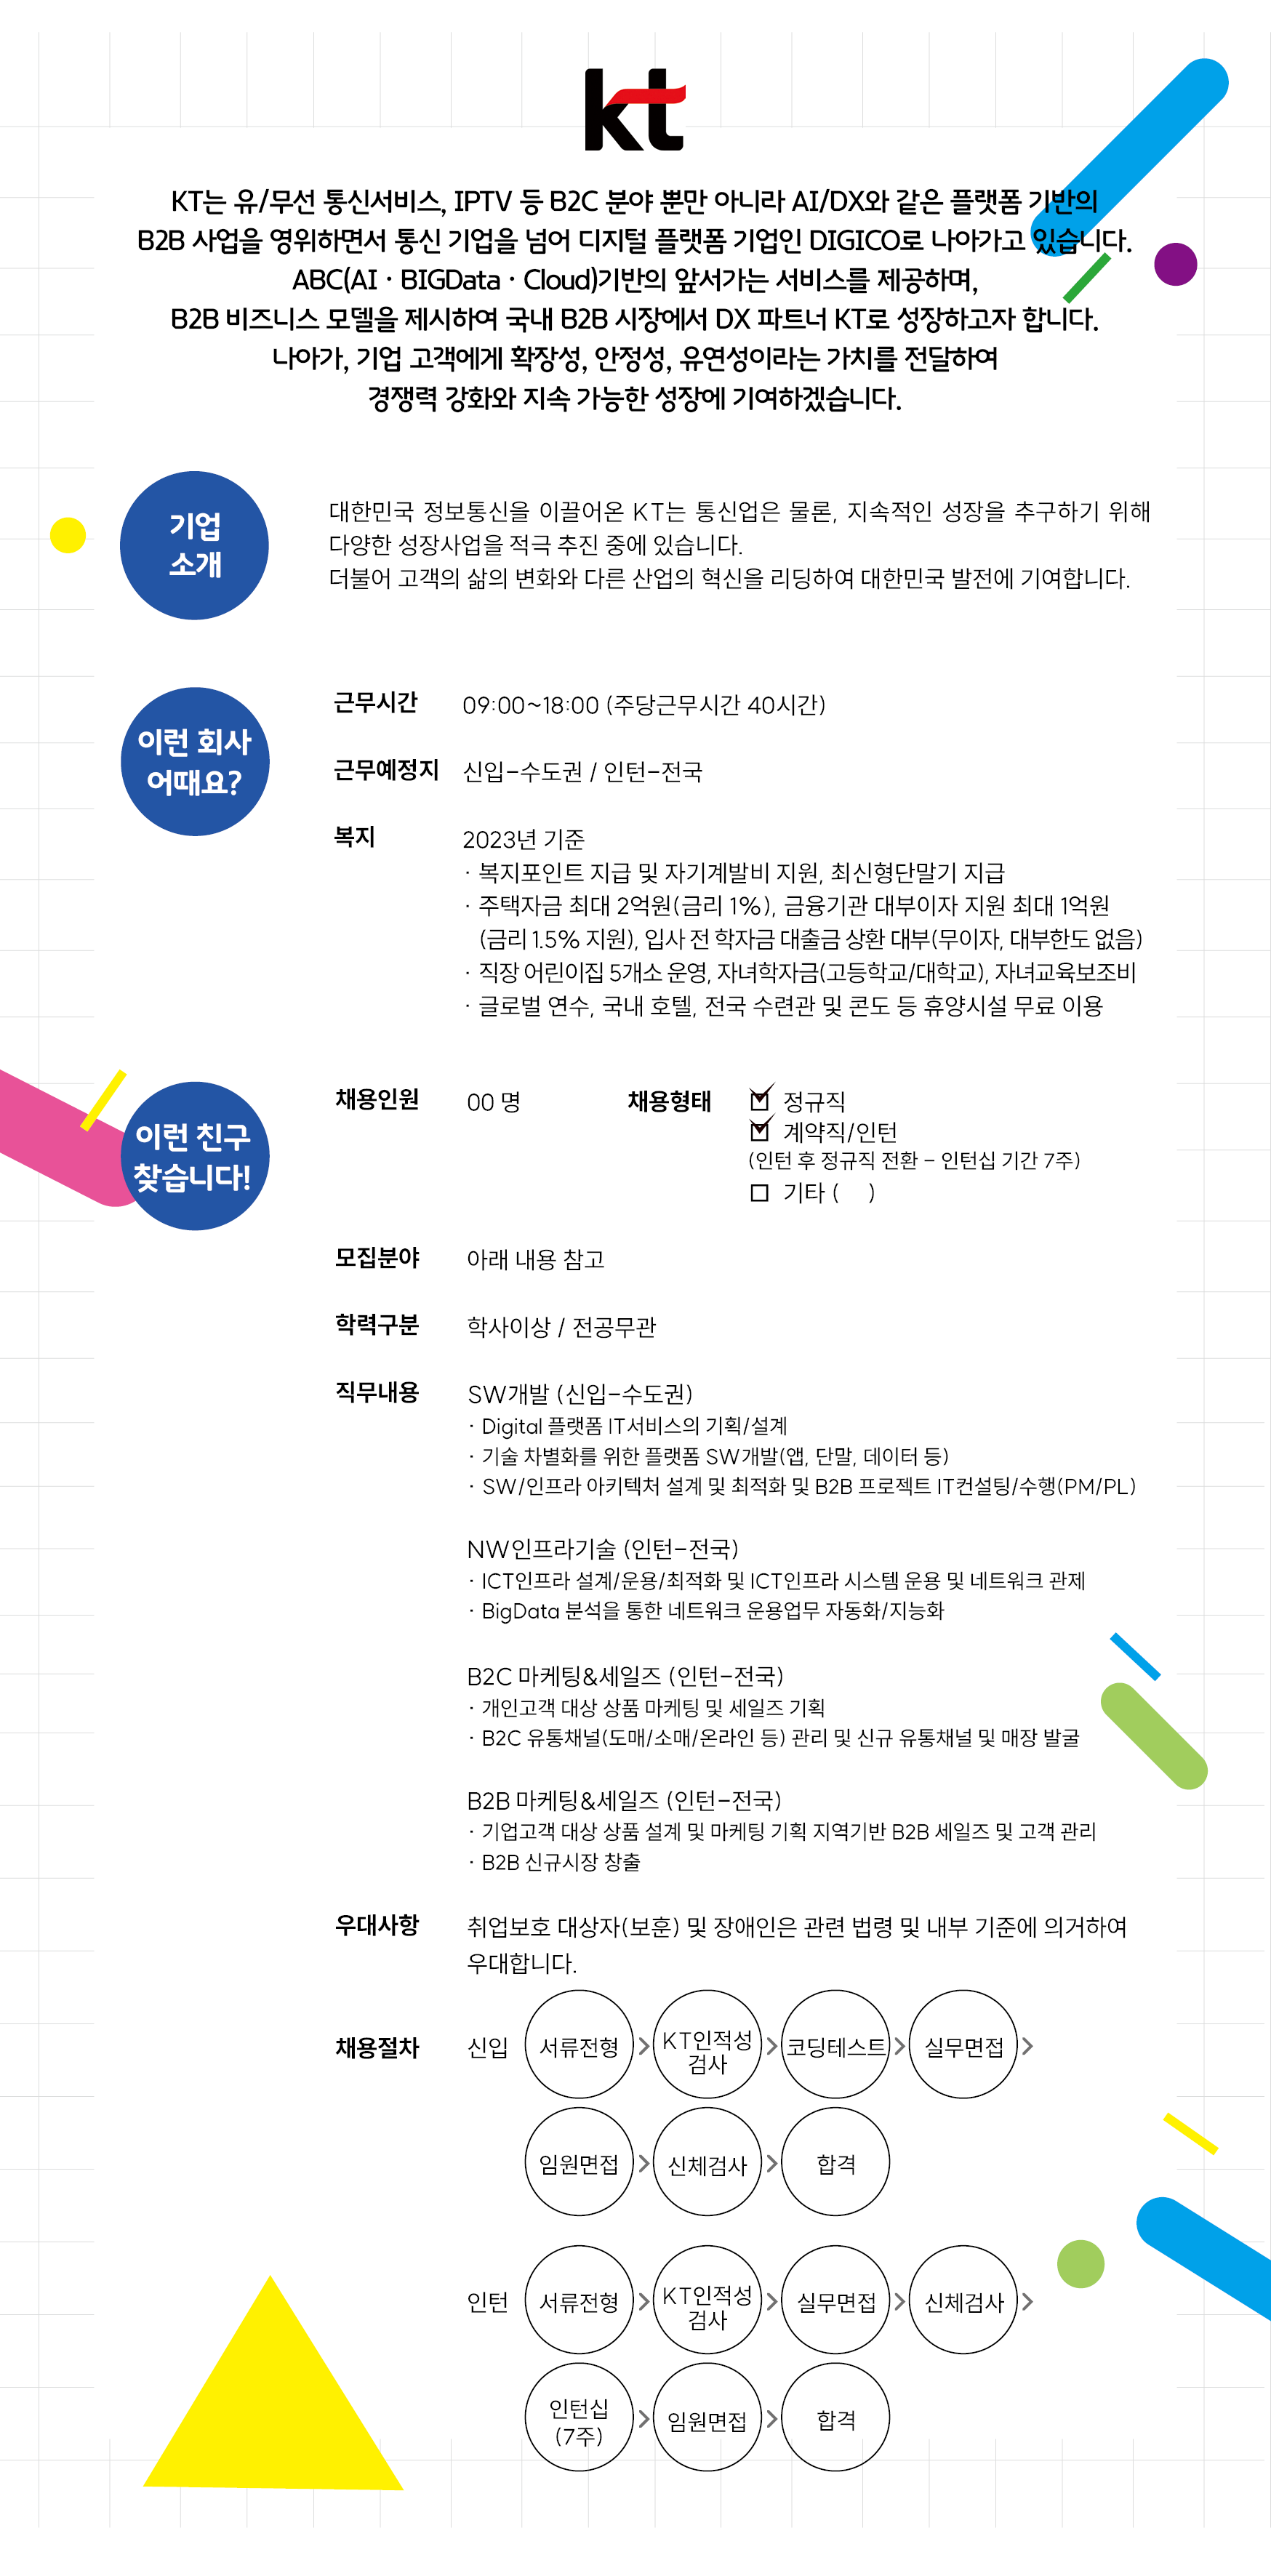 kt
KT는 유/무선 통신서비스, IPTV 등 B2C 분야 뿐만 아니라 AI/DX와 같은 플랫폼 기반의
B2B 사업을 영위하면서 통신 기업을 넘어 디지털 플랫폼 기업인 DIGICO로 나아가고 있습니다.
ABC(AI · BIGData · Cloud)기반의 앞서가는 서비스를 제공하며,
B2B 비즈니스 모델을 제시하여 국내 B2B 시장에서 DX 파트너 KT로 성장하고자 합니다.
나아가, 기업 고객에게 확장성, 안정성, 유연성이라는 가치를 전달하여
경쟁력 강화와 지속 가능한 성장에 기여하겠습니다.
기업
소개
대한민국 정보통신을 이끌어온 KT는 통신업은 물론, 지속적인 성장을 추구하기 위해
다양한 성장사업을 적극 추진 중에 있습니다.
더불어 고객의 삶의 변화와 다른 산업의 혁신을 리딩하여 대한민국 발전에 기여합니다.
이런 회사
어때요?
근무시간 09:00~18:00 (주당근무시간 40시간)
근무예정지 신입-수도권 / 인턴-전국
복지 2023년 기준
· 복지포인트 지급 및 자기계발비 지원, 최신형단말기 지급
· 주택자금 최대 2억원(금리 1%), 금융기관 대부이자 지원 최대 1억원
(금리 1.5% 지원), 입사 전 학자금 대출금 상환 대부(무이자, 대부한도 없음)
· 직장 어린이집 5개소 운영, 자녀학자금(고등학교/대학교), 자녀교육보조비
· 글로벌 연수, 국내 호텔, 전국 수련관 및 콘도 등 휴양시설 무료 이용
이런 친구
찾습니다!
채용인원 00 명 채용형태 ☑ 정규직
☑ 계약직/인턴
(인턴 후 정규직 전환 - 인턴십 기간 7주)
□ 기타 ( )
모집분야 아래 내용 참고
학력구분 학사이상 / 전공무관
직무내용 SW개발 (신입-수도권)
· Digital 플랫폼 IT서비스의 기획/설계
· 기술 차별화를 위한 플랫폼 SW개발(앱, 단말, 데이터 등)
· SW/인프라 아키텍처 설계 및 최적화 및 B2B 프로젝트 IT컨설팅/수행(PM/PL)
NW인프라기술 (인턴-전국)
· ICT인프라 설계/운용/최적화 및 ICT인프라 시스템 운용 및 네트워크 관제
· BigData 분석을 통한 네트워크 운용업무 자동화/지능화
B2C 마케팅&세일즈 (인턴-전국)
· 개인고객 대상 상품 마케팅 및 세일즈 기획
· B2C 유통채널(도매/소매/온라인 등) 관리 및 신규 유통채널 및 매장 발굴
B2B 마케팅&세일즈 (인턴-전국)
· 기업고객 대상 상품 설계 및 마케팅 기획 지역기반 B2B 세일즈 및 고객 관리
· B2B 신규시장 창출
우대사항 취업보호 대상자(보훈) 및 장애인은 관련 법령 및 내부 기준에 의거하여
우대합니다.
채용절차 신입 서류전형 > KT인적성 검사 > 코딩테스트 > 실무면접 >
임원면접 > 신체검사 > 합격
인턴 서류전형 > KT인적성 검사 > 실무면접 > 신체검사 >
인턴십 (7주) > 임원면접 > 합격